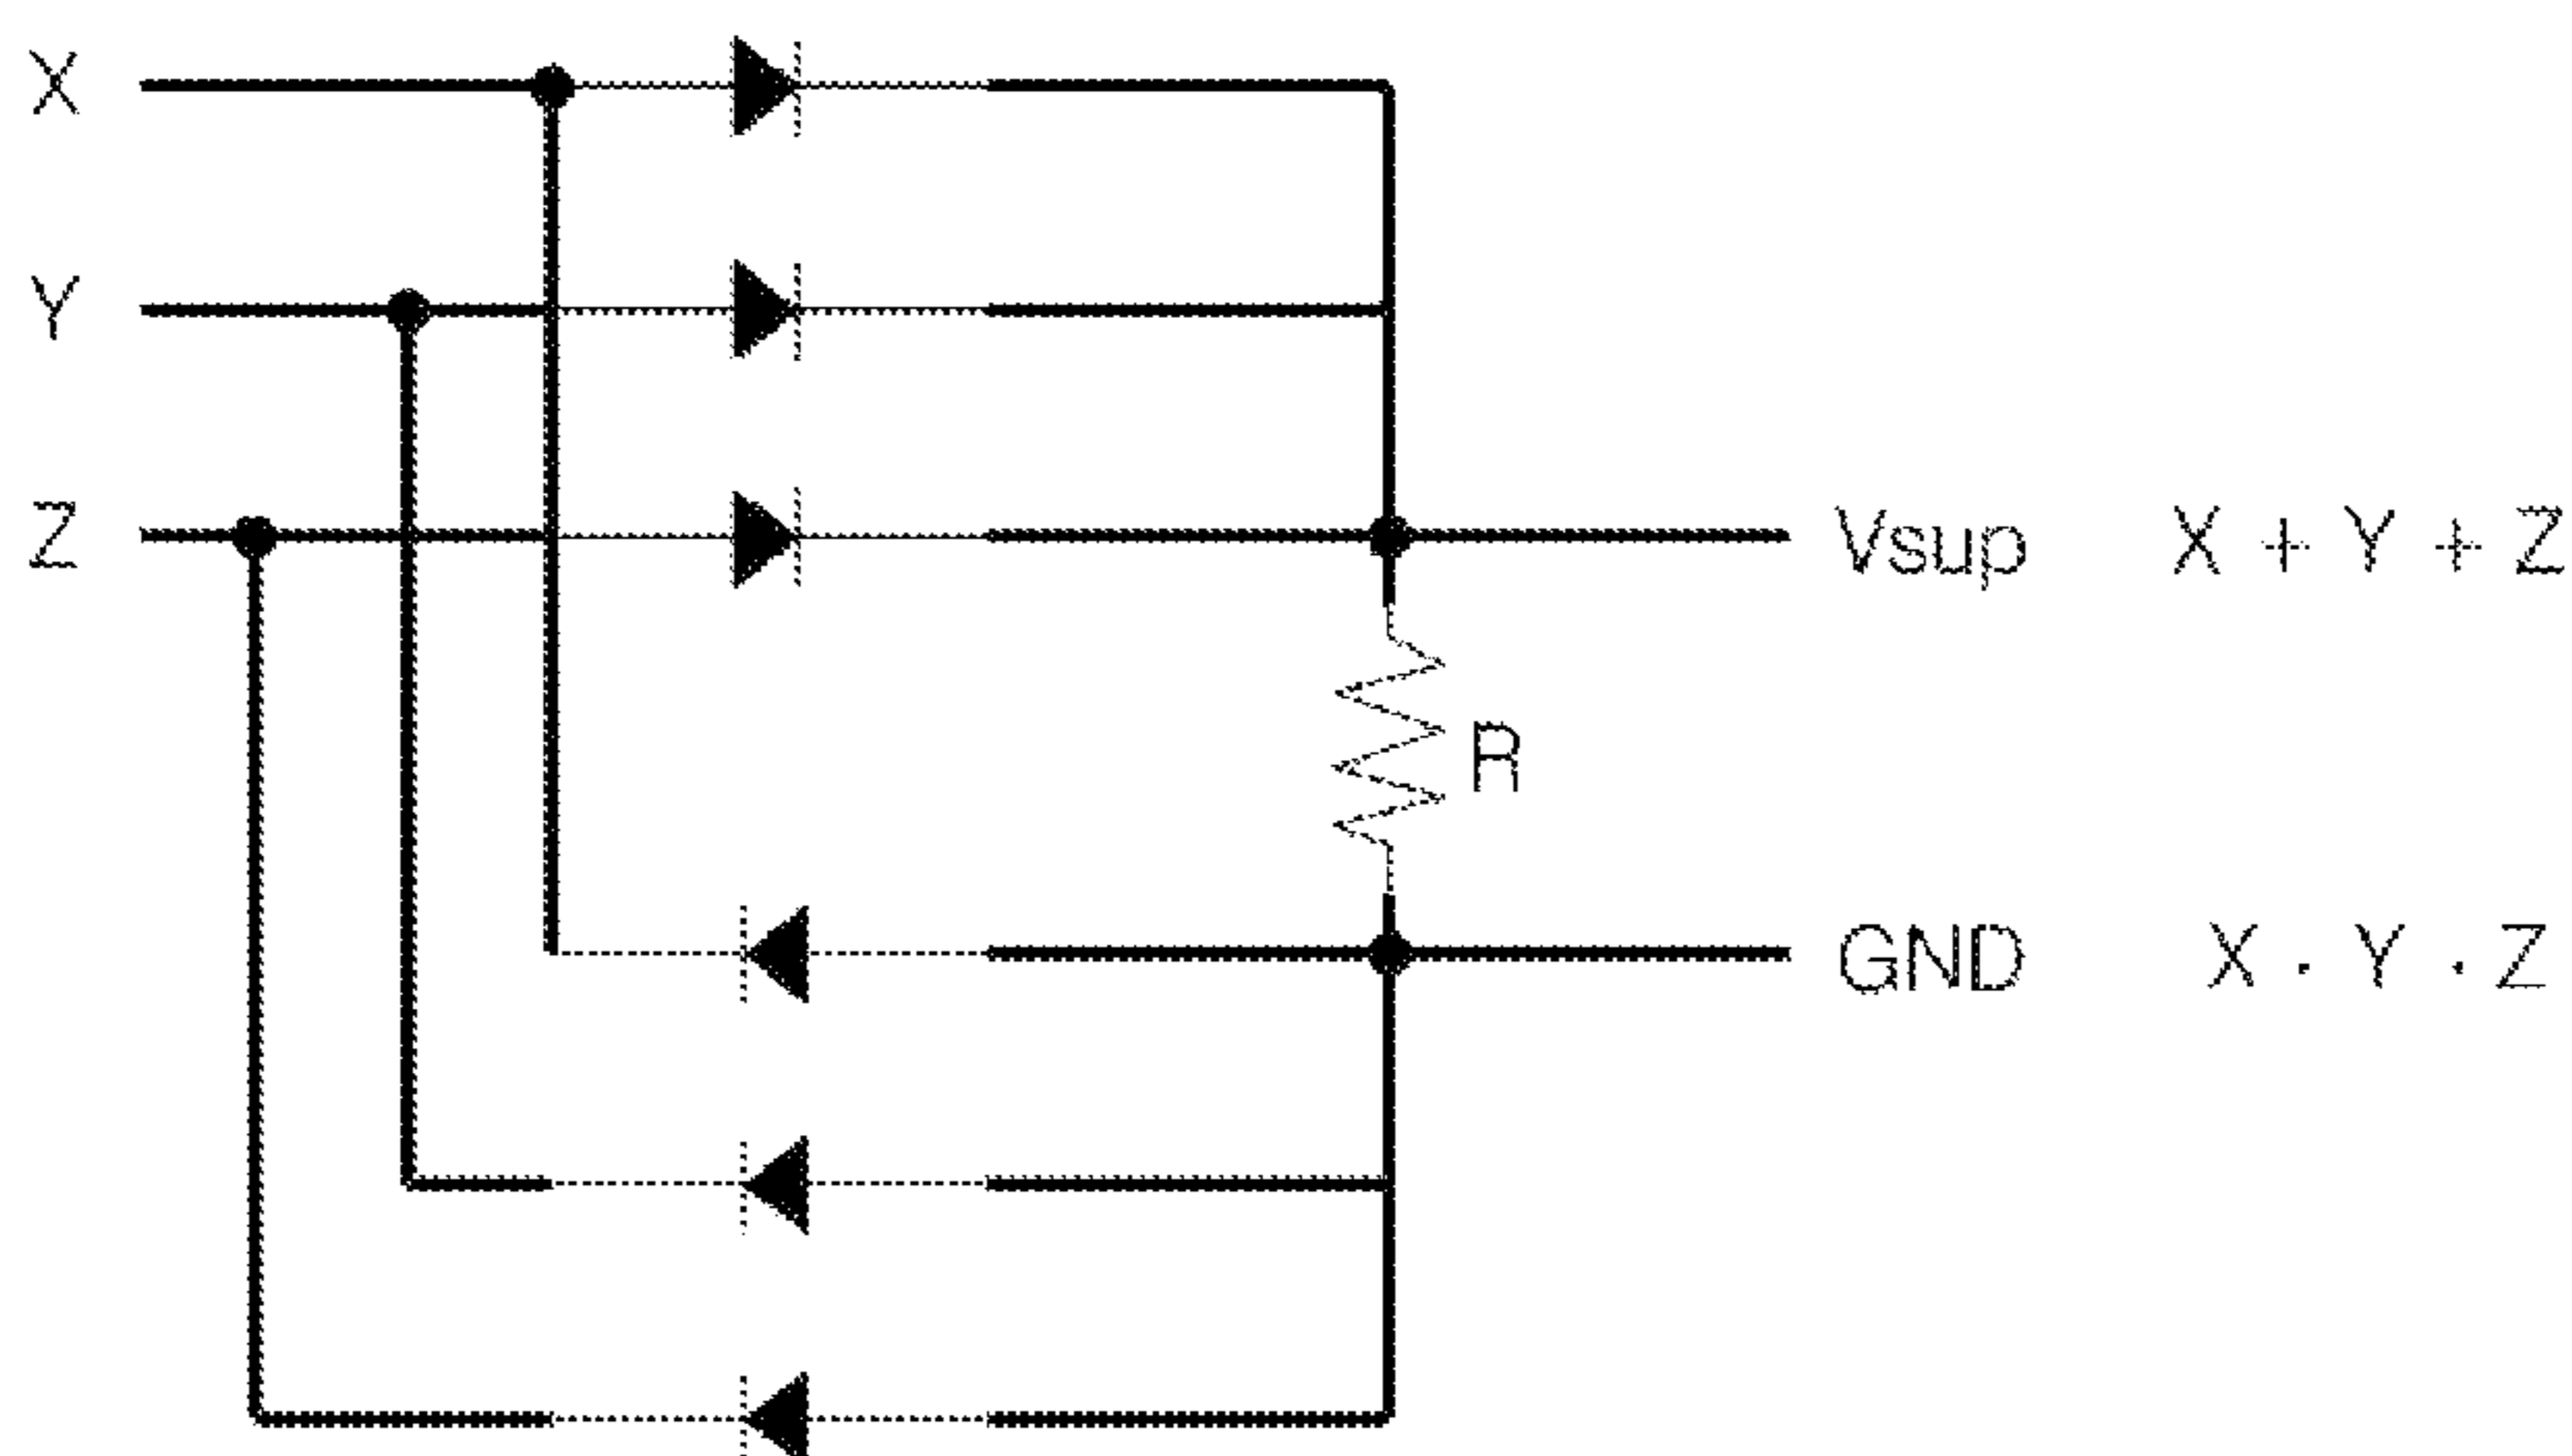 X
Y
Z
Vsup X + Y + Z
R
GND X · Y · Z